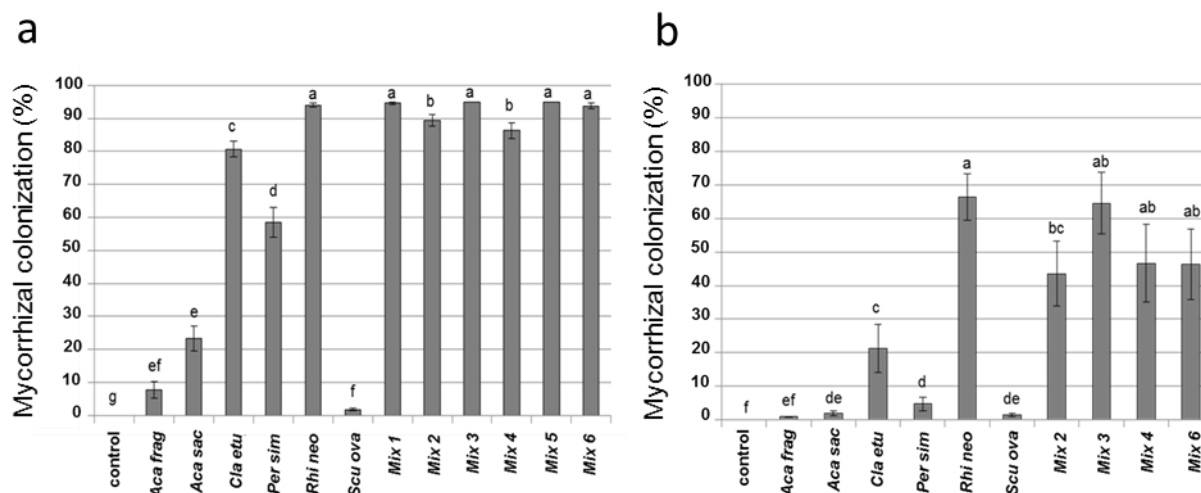 a
Mycorrhizal colonization (%)
100
90
80
70
60
50
40
30
20
10
0
g
ef
e
c
d
a
f
a
b
a
b
a
a
control
Aca frag
Aca sac
Cla etu
Per sim
Rhi neo
Scu ova
Mix 1
Mix 2
Mix 3
Mix 4
Mix 5
Mix 6
b
Mycorrhizal colonization (%)
100
90
80
70
60
50
40
30
20
10
0
f
ef
de
c
d
a
de
bc
ab
ab
ab
control
Aca frag
Aca sac
Cla etu
Per sim
Rhi neo
Scu ova
Mix 2
Mix 3
Mix 4
Mix 6